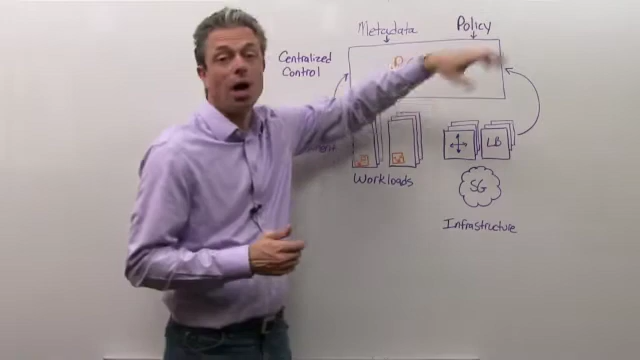 Metadata
Policy
Centralized
Control
LB
SG
Workloads
Infrastructure